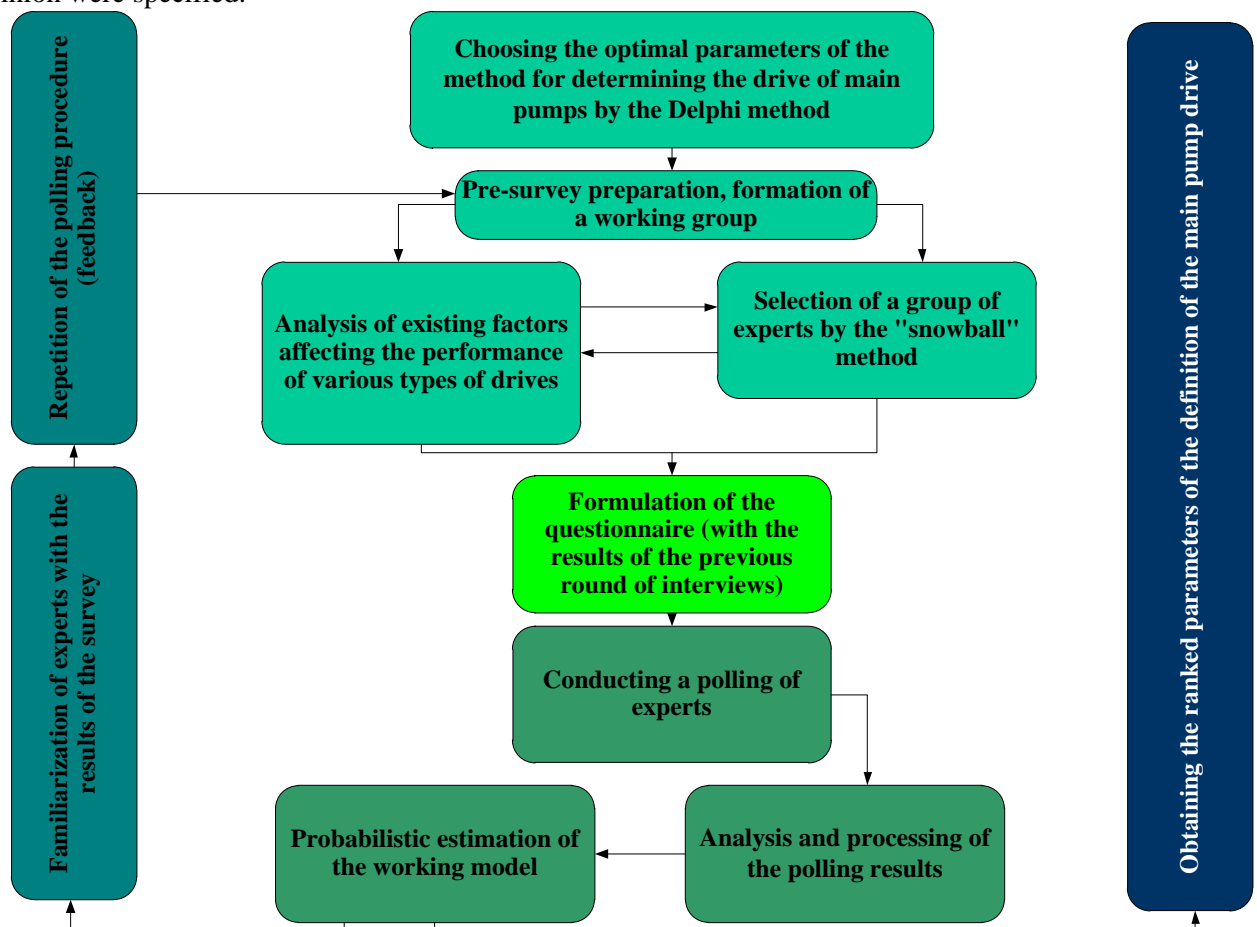 were specified.
Choosing the optimal parameters of the
method for determining the drive of main
pumps by the Delphi method
Pre-survey preparation, formation of
a working group
Repetition of the polling procedure
(feedback)
Analysis of existing factors
affecting the performance
of various types of drives
Selection of a group of
experts by the "snowball"
method
Formulation of the
questionnaire (with the
results of the previous
round of interviews)
Conducting a polling of
experts
Familiarization of experts with the
results of the survey
Probabilistic estimation of
the working model
Analysis and processing of
the polling results
Obtaining the ranked parameters of the definition of the main pump drive